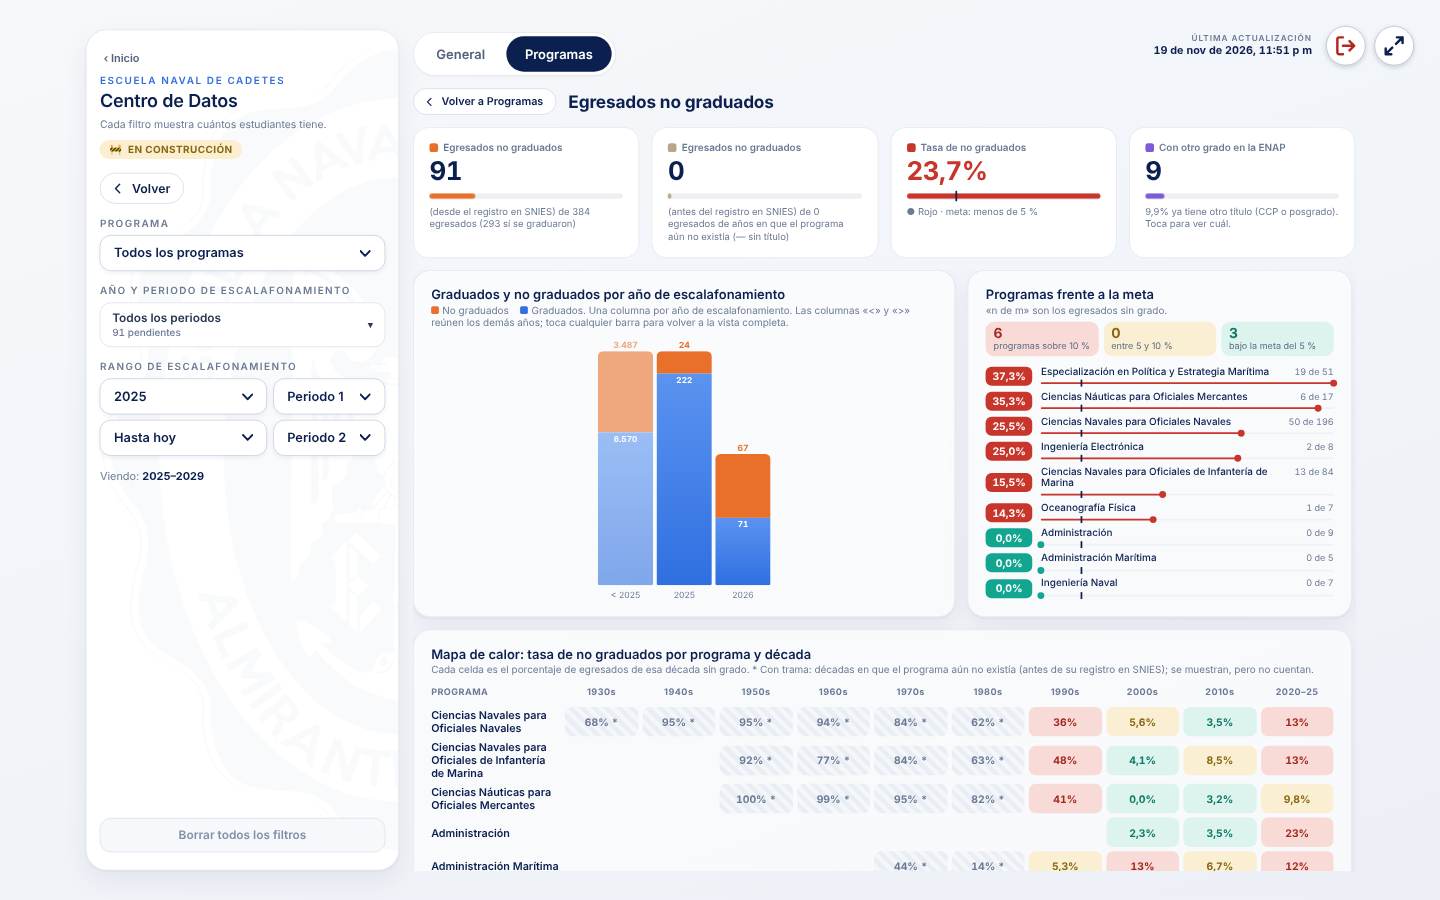 ‹ Inicio
ESCUELA NAVAL DE CADETES
Centro de Datos
Cada filtro muestra cuántos estudiantes tiene.
🚧 EN CONSTRUCCIÓN
Volver
PROGRAMA
Todos los programas
AÑO Y PERIODO DE ESCALAFONAMIENTO
Todos los periodos
91 pendientes
RANGO DE ESCALAFONAMIENTO
2025
Periodo 1
Hasta hoy
Periodo 2
Viendo: 2025–2029
Borrar todos los filtros
General
Programas
ÚLTIMA ACTUALIZACIÓN
19 de nov de 2026, 11:51 p m
Volver a Programas
Egresados no graduados
Egresados no graduados
91
(desde el registro en SNIES) de 384
egresados (293 sí se graduaron)
Egresados no graduados
0
(antes del registro en SNIES) de 0
egresados de años en que el programa
aún no existía (— sin título)
Tasa de no graduados
23,7%
Rojo · meta: menos de 5 %
Con otro grado en la ENAP
9
9,9% ya tiene otro título (CCP o posgrado).
Toca para ver cuál.
Graduados y no graduados por año de escalafonamiento
No graduados Graduados. Una columna por año de escalafonamiento. Las columnas «<» y «>»
reúnen los demás años; toca cualquier barra para volver a la vista completa.
3.487
6.570
24
222
67
71
< 2025
2025
2026
Programas frente a la meta
«n de m» son los egresados sin grado.
6
programas sobre 10 %
0
entre 5 y 10 %
3
bajo la meta del 5 %
37,3% Especialización en Política y Estrategia Marítima 19 de 51
35,3% Ciencias Náuticas para Oficiales Mercantes 6 de 17
25,5% Ciencias Navales para Oficiales Navales 50 de 196
25,0% Ingeniería Electrónica 2 de 8
15,5% Ciencias Navales para Oficiales de Infantería de 13 de 84
Marina
14,3% Oceanografía Física 1 de 7
0,0% Administración 0 de 9
0,0% Administración Marítima 0 de 5
0,0% Ingeniería Naval 0 de 7
Mapa de calor: tasa de no graduados por programa y década
Cada celda es el porcentaje de egresados de esa década sin grado. * Con trama: décadas en que el programa aún no existía (antes de su registro en SNIES); se muestran, pero no cuentan.
PROGRAMA 1930s 1940s 1950s 1960s 1970s 1980s 1990s 2000s 2010s 2020–25
Ciencias Navales para
Oficiales Navales
68% * 95% * 95% * 94% * 84% * 62% * 36% 5,6% 3,5% 13%
Ciencias Navales para
Oficiales de Infantería
de Marina
92% * 77% * 84% * 63% * 48% 4,1% 8,5% 13%
Ciencias Náuticas para
Oficiales Mercantes
100% * 99% * 95% * 82% * 41% 0,0% 3,2% 9,8%
Administración 2,3% 3,5% 23%
Administración Marítima 44% * 14% * 5,3% 13% 6,7% 12%